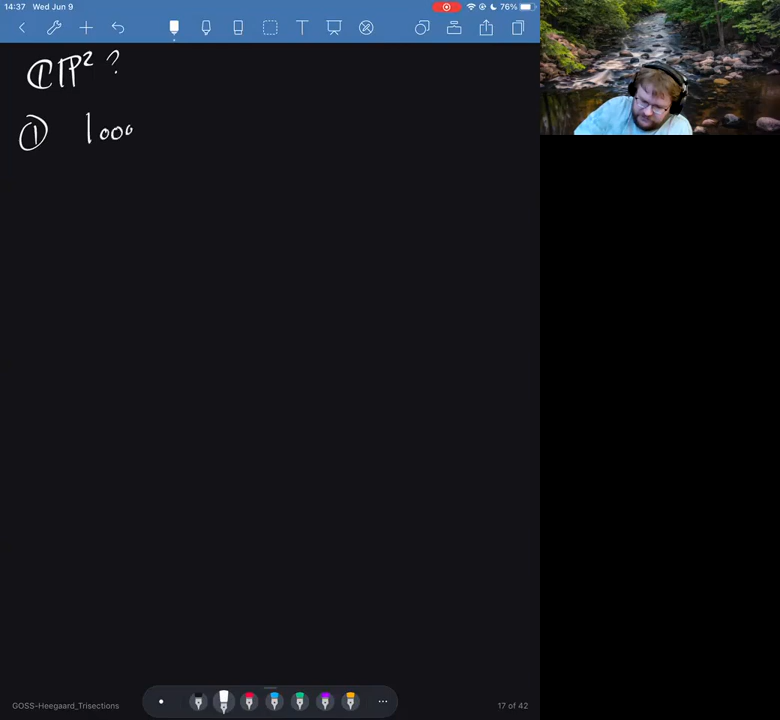 14:37 Wed Jun 9
76%
ℂℙ² ?
① 1000
GOSS-Heegaard_Trisections
17 of 42